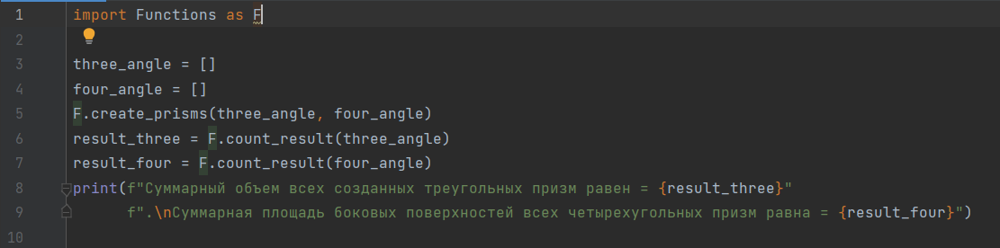 1 import Functions as F
2
3 three_angle = []
4 four_angle = []
5 F.create_prisms(three_angle, four_angle)
6 result_three = F.count_result(three_angle)
7 result_four = F.count_result(four_angle)
8 print(f"Суммарный объем всех созданных треугольных призм равен = {result_three}"
9       f".\nСуммарная площадь боковых поверхностей всех четырехугольных призм равна = {result_four}")
10